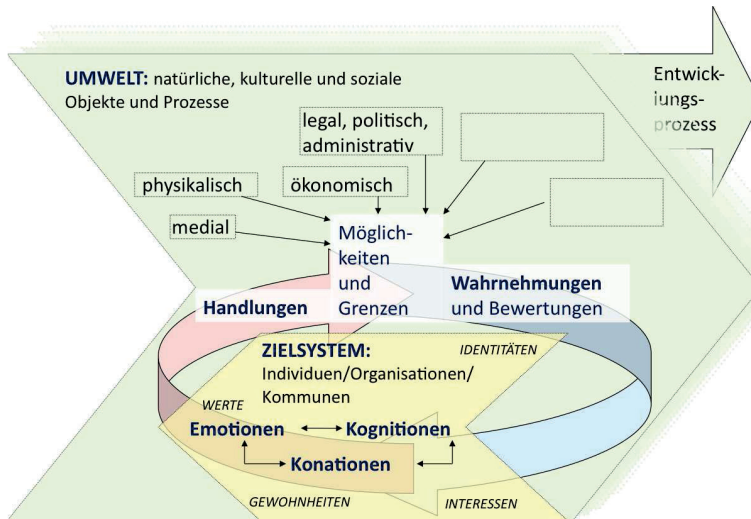 UMWELT: natürliche, kulturelle und soziale
Objekte und Prozesse
Entwick-
lungs-
prozess
legal, politisch,
administrativ
physikalisch
ökonomisch
medial
Möglich-
keiten
und
Grenzen
Handlungen
Wahrnehmungen
und Bewertungen
ZIELSYSTEM:
IDENTITÄTEN
Individuen/Organisationen/
Kommunen
WERTE
Emotionen
Kognitionen
Konationen
GEWOHNHEITEN
INTERESSEN